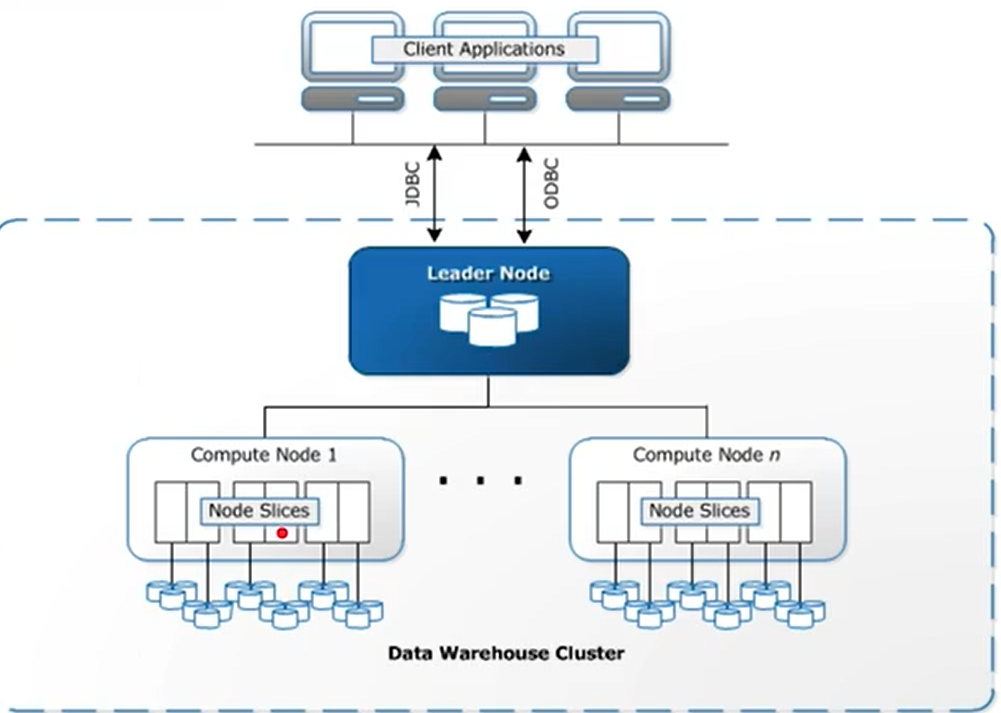 Client Applications
JDBC
ODBC
Leader Node
Compute Node 1
Compute Node n
. . .
Node Slices
Node Slices
Data Warehouse Cluster